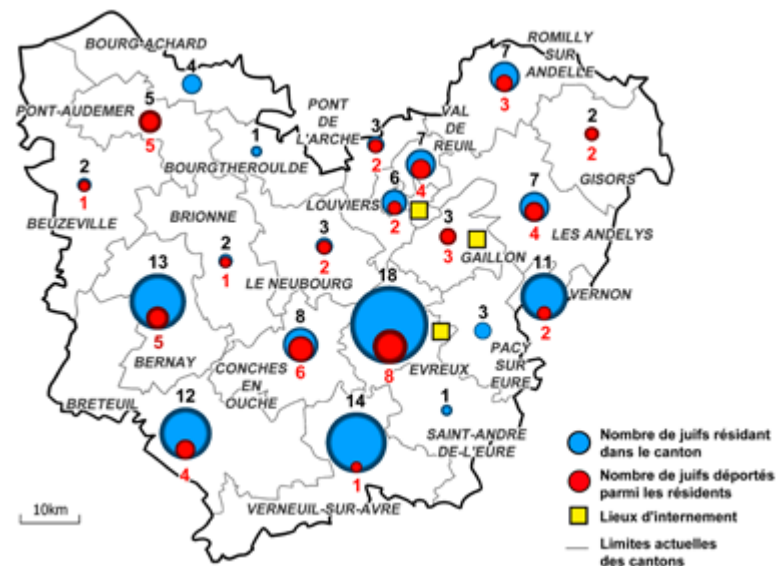 BOURG-ACHARD
4
ROMILLY
SUR
ANDELLE
7
3
PONT-AUDEMER
5
5
PONT
DE
L'ARCHE
3
2
VAL
DE
REUIL
7
4
2
2
GISORS
1
BOURGTHEROULDE
2
1
BEUZEVILLE
6
LOUVIERS
2
3
3
GAILLON
7
4
LES ANDELYS
BRIONNE
2
1
3
2
LE NEUBOURG
13
5
BERNAY
18
8
EVREUX
11
2
VERNON
8
6
CONCHES
EN
OUCHE
3
PACY
SUR
EURE
BRETEUIL
12
4
14
1
VERNEUIL-SUR-AVRE
1
SAINT-ANDRE
DE-L'EURE
10km
Nombre de juifs résidant
dans le canton
Nombre de juifs déportés
parmi les résidents
Lieux d'internement
Limites actuelles
des cantons